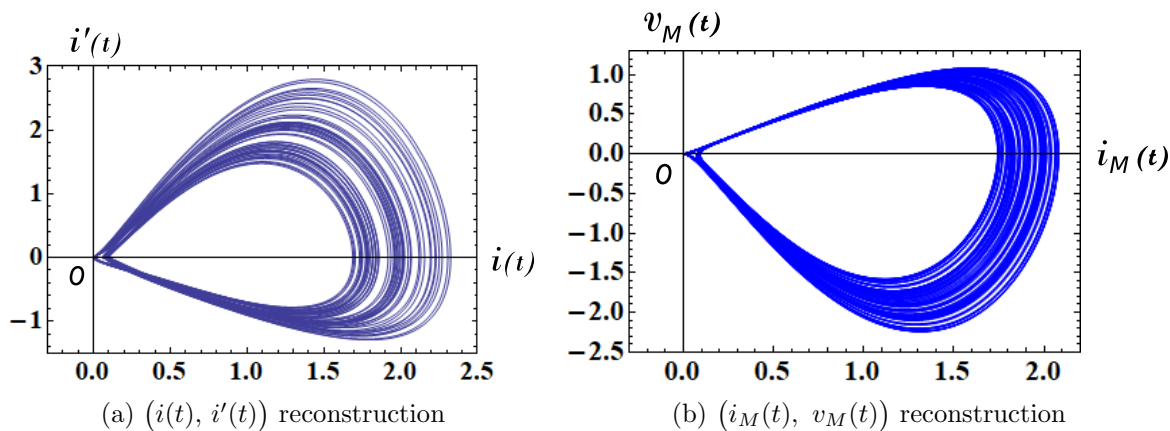 i′(t)
3
2
1
0
−1
0
i(t)
0.0 0.5 1.0 1.5 2.0 2.5
(a) (i(t), i′(t)) reconstruction
v_M(t)
1.0
0.5
0.0
−0.5
−1.0
−1.5
−2.0
−2.5
0
i_M(t)
0.0 0.5 1.0 1.5 2.0
(b) (i_M(t), v_M(t)) reconstruction